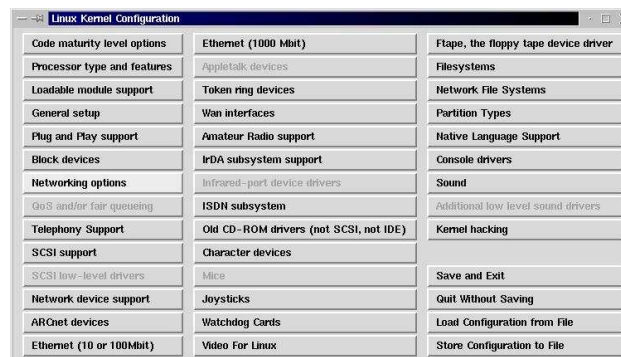 Linux Kernel Configuration
Code maturity level options
Processor type and features
Loadable module support
General setup
Plug and Play support
Block devices
Networking options
QoS and/or fair queueing
Telephony Support
SCSI support
SCSI low-level drivers
Network device support
ARCnet devices
Ethernet (10 or 100Mbit)
Ethernet (1000 Mbit)
Appletalk devices
Token ring devices
Wan interfaces
Amateur Radio support
IrDA subsystem support
Infrared-port device drivers
ISDN subsystem
Old CD-ROM drivers (not SCSI, not IDE)
Character devices
Mice
Joysticks
Watchdog Cards
Video For Linux
Ftape, the floppy tape device driver
Filesystems
Network File Systems
Partition Types
Native Language Support
Console drivers
Sound
Additional low level sound drivers
Kernel hacking
Save and Exit
Quit Without Saving
Load Configuration from File
Store Configuration to File